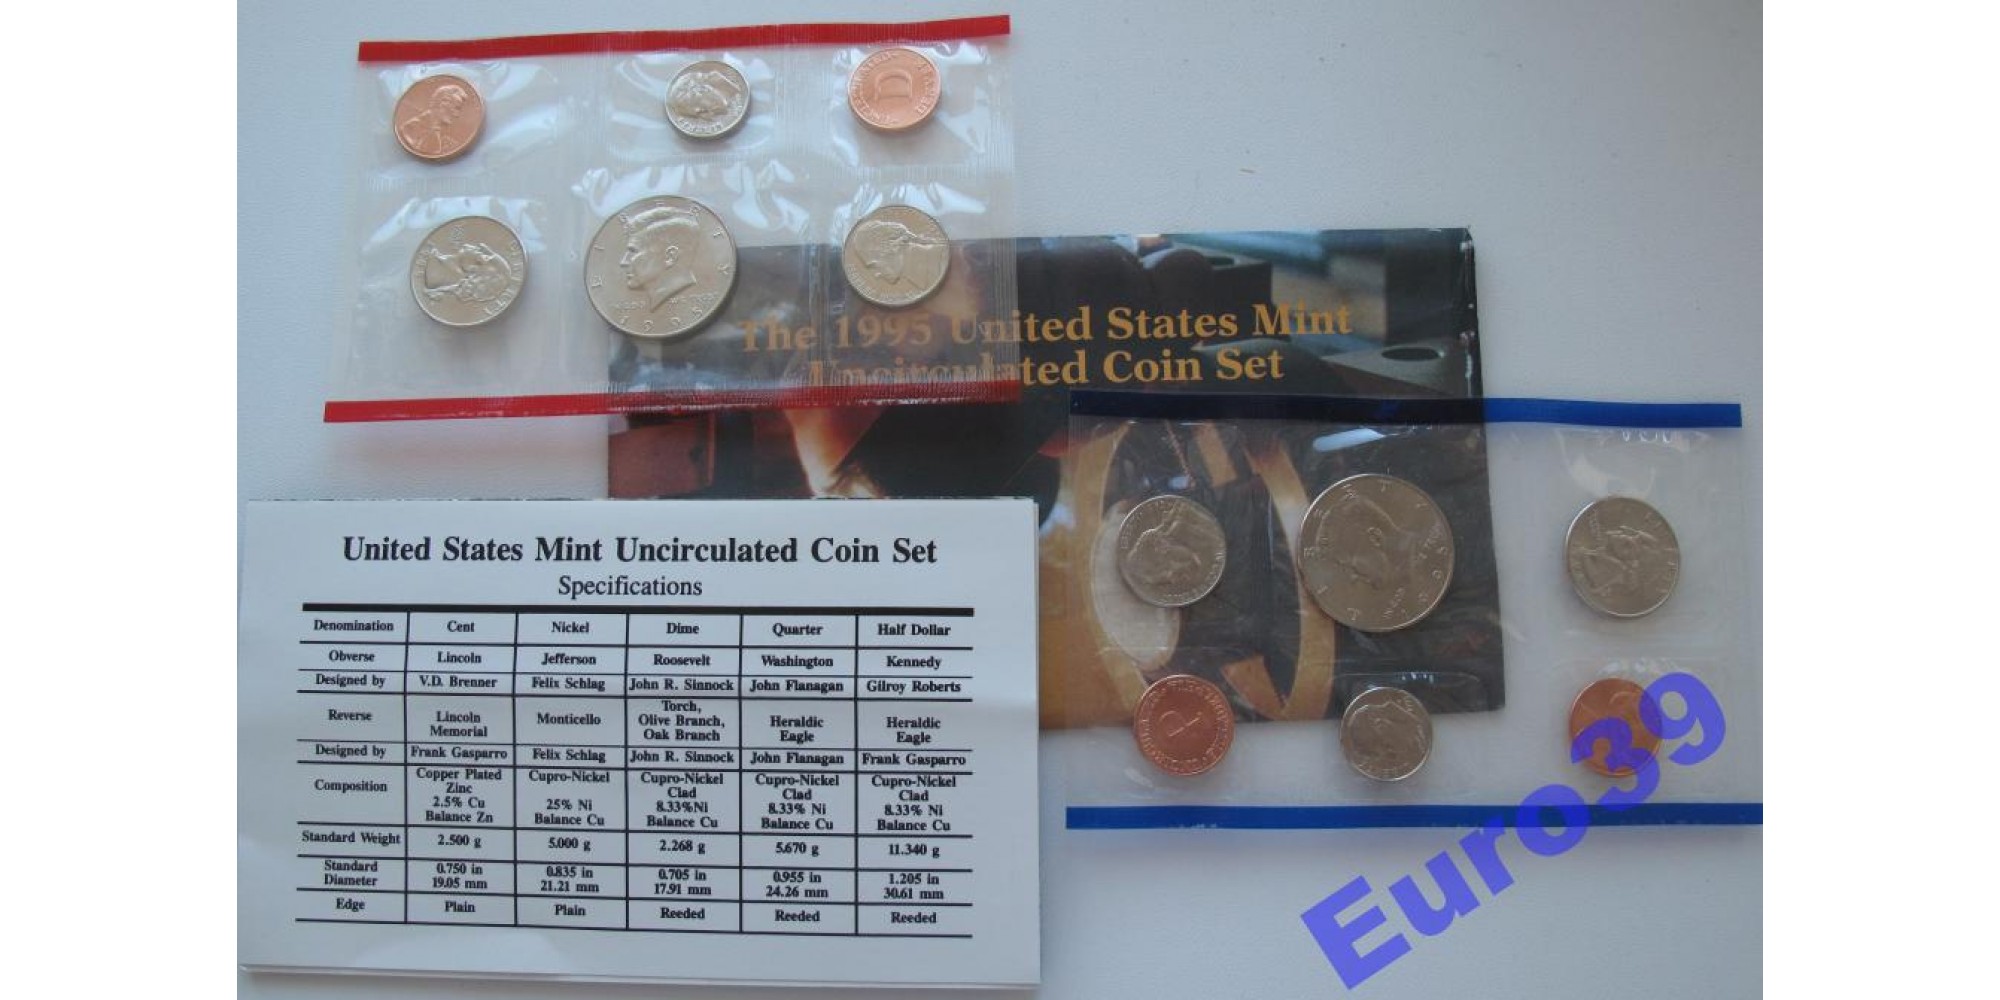 D
LIBERTY
1995
The 1995 United States Mint
Uncirculated Coin Set
United States Mint Uncirculated Coin Set
Specifications
Denomination Cent Nickel Dime Quarter Half Dollar
Obverse Lincoln Jefferson Roosevelt Washington Kennedy
Designed by V.D. Brenner Felix Schlag John R. Sinnock John Flanagan Gilroy Roberts
Reverse Lincoln Memorial Monticello Torch, Olive Branch, Oak Branch Heraldic Eagle Heraldic Eagle
Designed by Frank Gasparro Felix Schlag John R. Sinnock John Flanagan Frank Gasparro
Composition Copper Plated Zinc 2.5% Cu Balance Zn Cupro-Nickel 25% Ni Balance Cu Cupro-Nickel Clad 8.33%Ni Balance Cu Cupro-Nickel Clad 8.33% Ni Balance Cu Cupro-Nickel Clad 8.33% Ni Balance Cu
Standard Weight 2.500 g 5.000 g 2.268 g 5.670 g 11.340 g
Standard Diameter 0.750 in 19.05 mm 0.835 in 21.21 mm 0.705 in 17.91 mm 0.955 in 24.26 mm 1.205 in 30.61 mm
Edge Plain Plain Reeded Reeded Reeded
P
Euro39